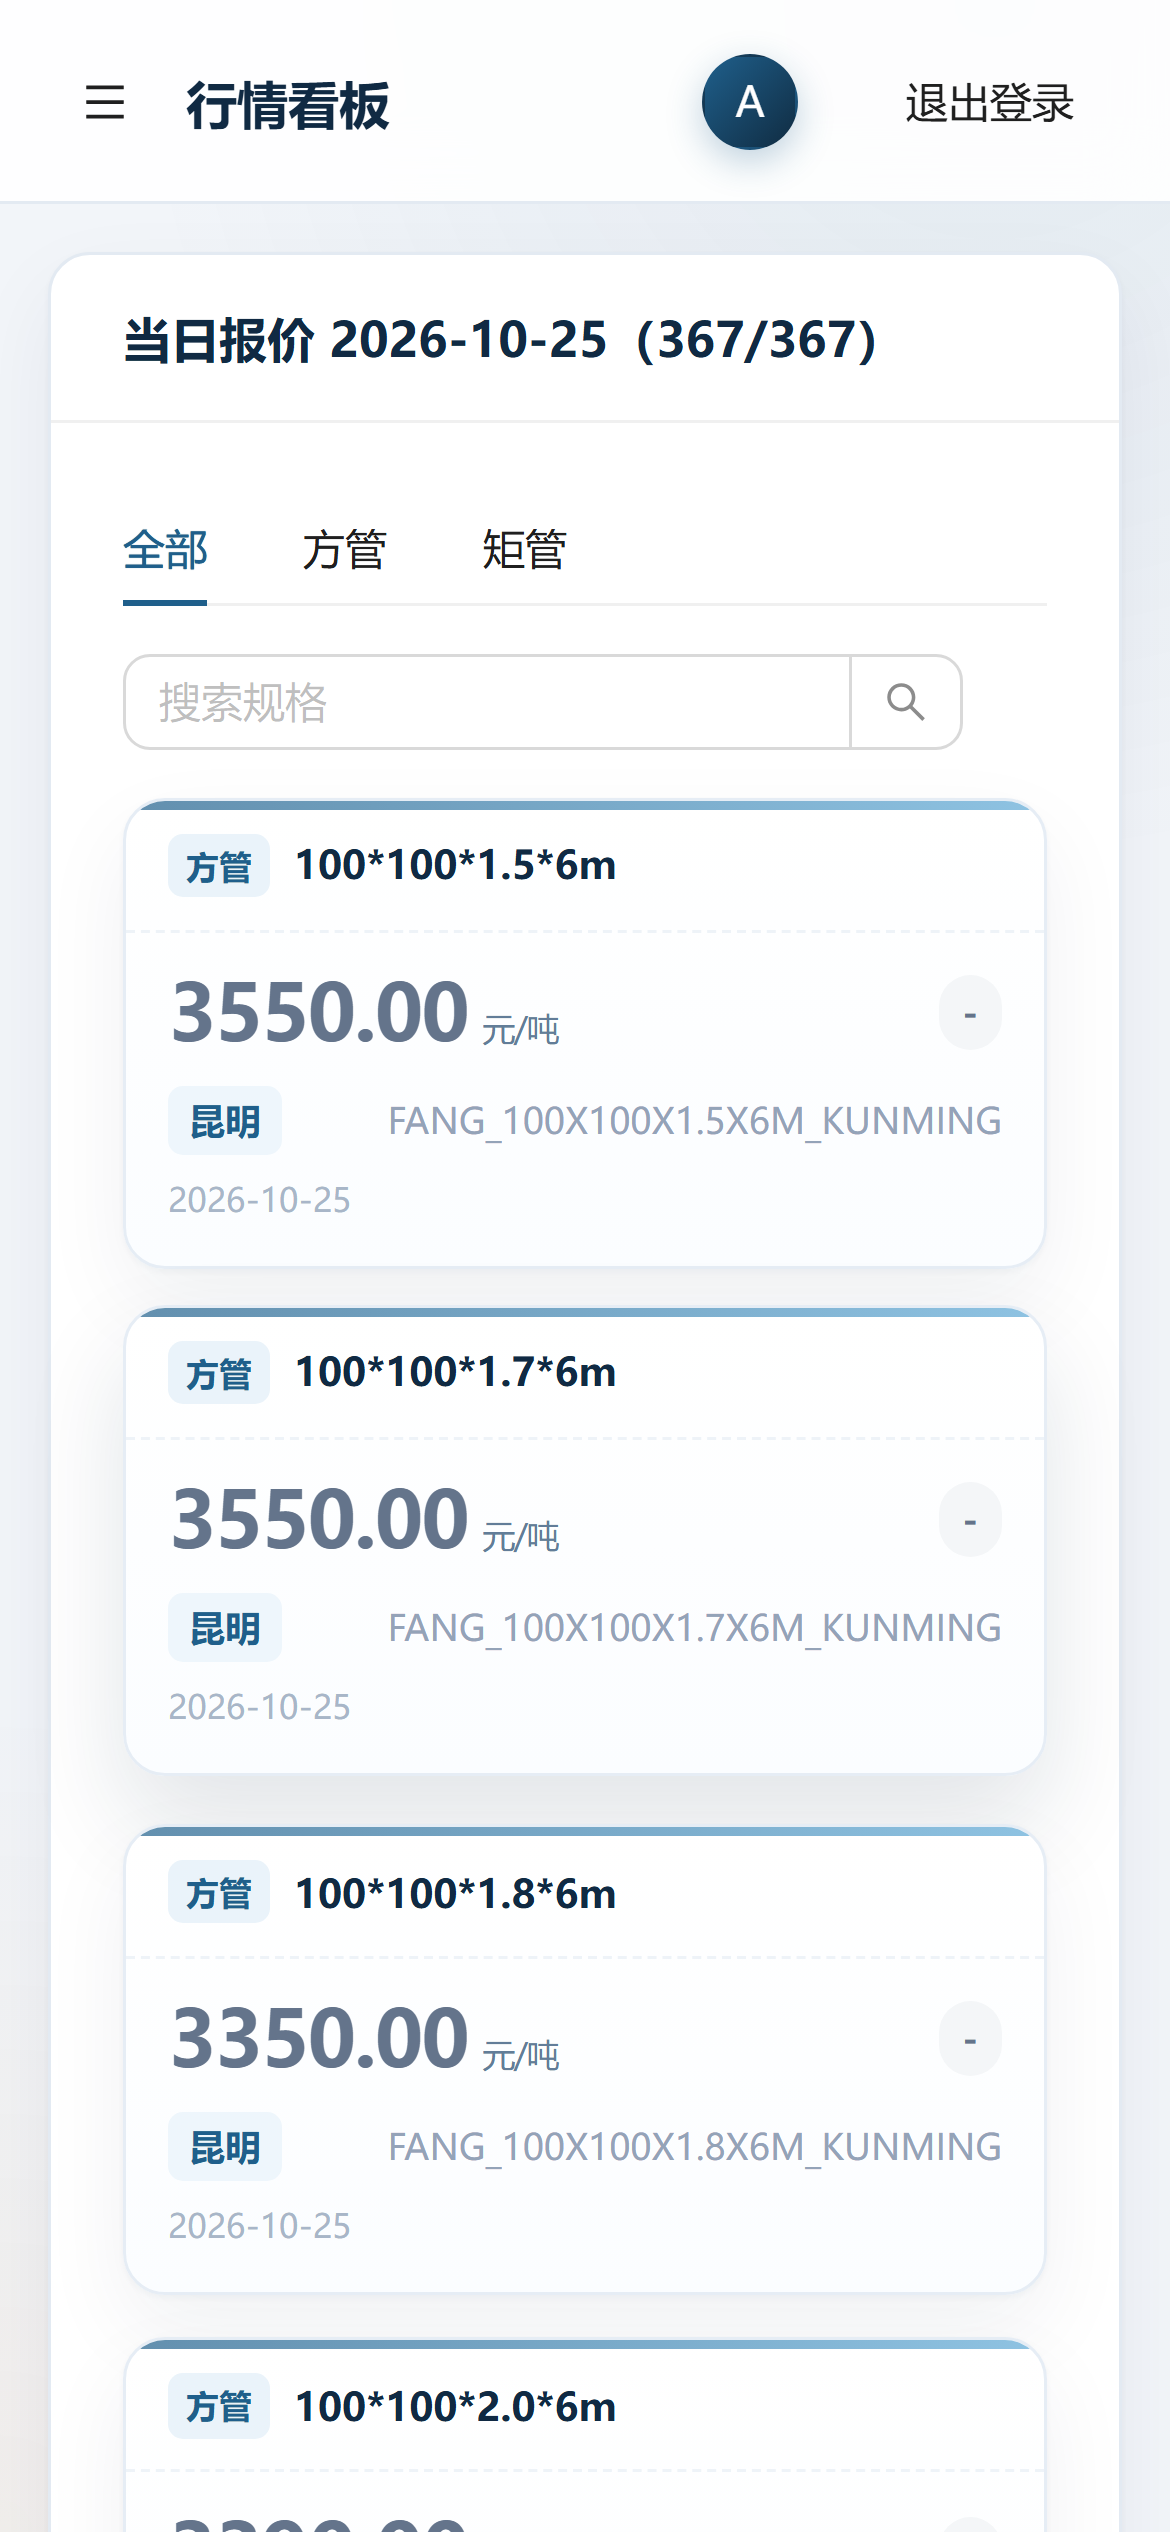 行情看板
A
退出登录
当日报价 2026-10-25（367/367）
全部 方管 矩管
搜索规格
方管 100*100*1.5*6m
3550.00 元/吨 -
昆明 FANG_100X100X1.5X6M_KUNMING
2026-10-25
方管 100*100*1.7*6m
3550.00 元/吨 -
昆明 FANG_100X100X1.7X6M_KUNMING
2026-10-25
方管 100*100*1.8*6m
3350.00 元/吨 -
昆明 FANG_100X100X1.8X6M_KUNMING
2026-10-25
方管 100*100*2.0*6m